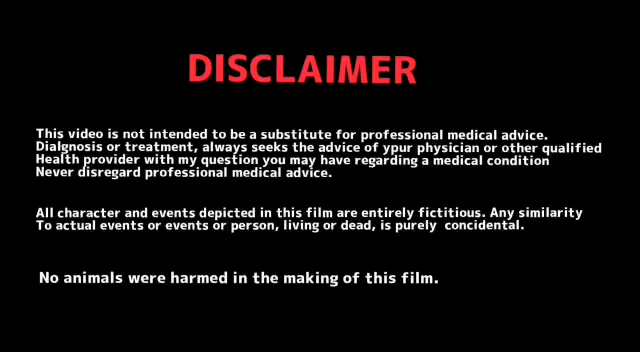 DISCLAIMER
This video is not intended to be a substitute for professional medical advice.
Dialgnosis or treatment, always seeks the advice of ypur physician or other qualified
Health provider with my question you may have regarding a medical condition
Never disregard professional medical advice.
All character and events depicted in this film are entirely fictitious. Any similarity
To actual events or events or person, living or dead, is purely concidental.
No animals were harmed in the making of this film.